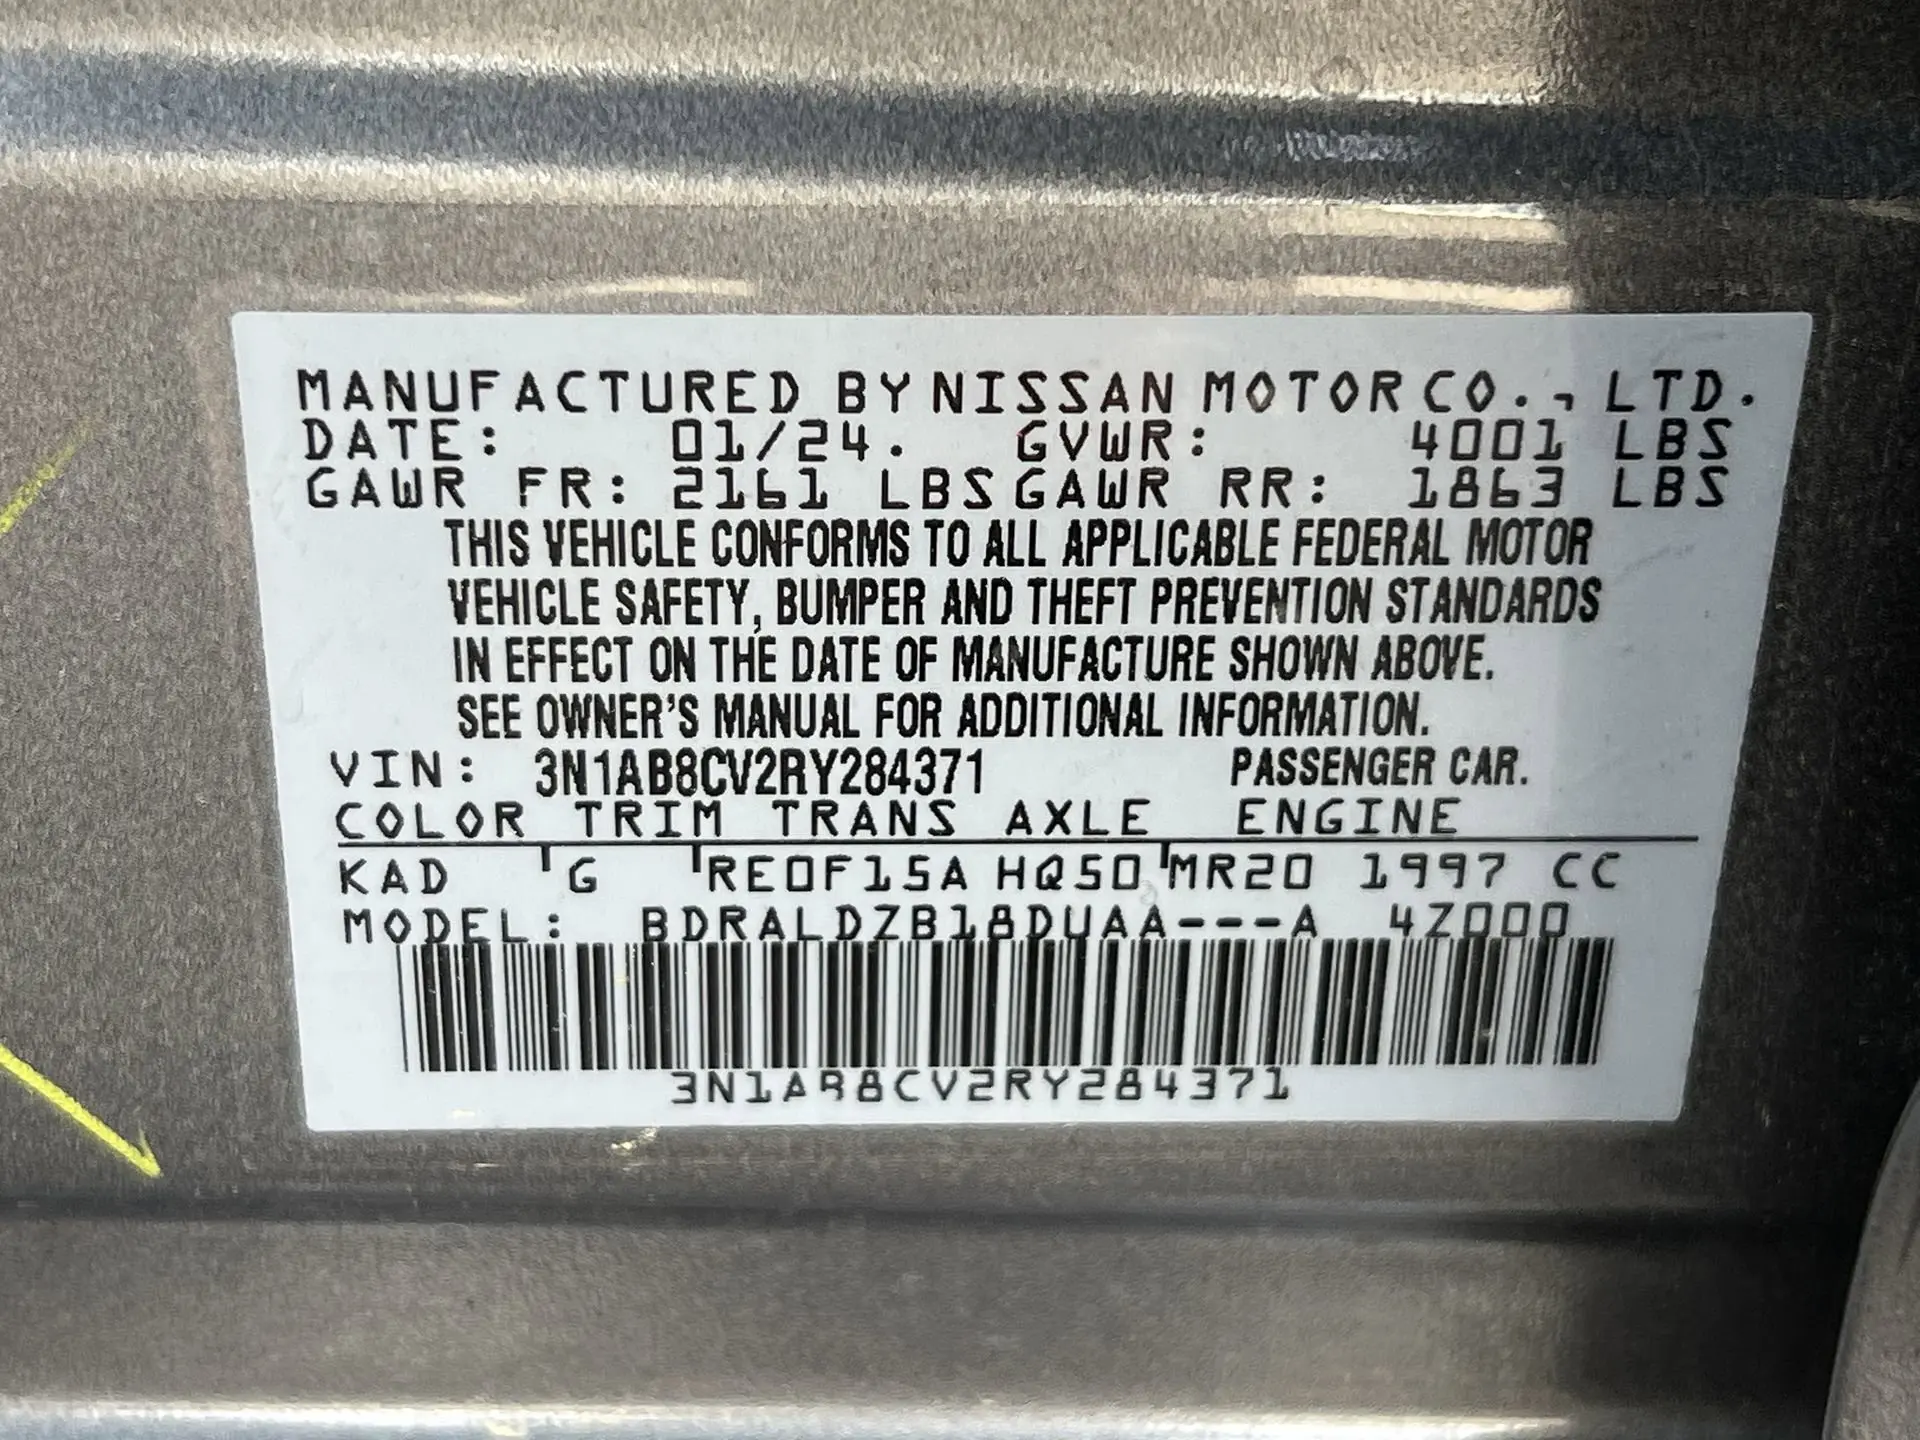 MANUFACTURED BY NISSAN MOTOR CO., LTD.
DATE: 01/24. GVWR: 4001 LBS
GAWR FR: 2161 LBS GAWR RR: 1863 LBS
THIS VEHICLE CONFORMS TO ALL APPLICABLE FEDERAL MOTOR
VEHICLE SAFETY, BUMPER AND THEFT PREVENTION STANDARDS
IN EFFECT ON THE DATE OF MANUFACTURE SHOWN ABOVE.
SEE OWNER'S MANUAL FOR ADDITIONAL INFORMATION.
VIN: 3N1AB8CV2RY284371 PASSENGER CAR.
COLOR TRIM TRANS AXLE ENGINE
KAD G RE0F15A HQ50 MR20 1997 CC
MODEL: BDRALDZB18DUAA---A 4Z000
3N1AB8CV2RY284371